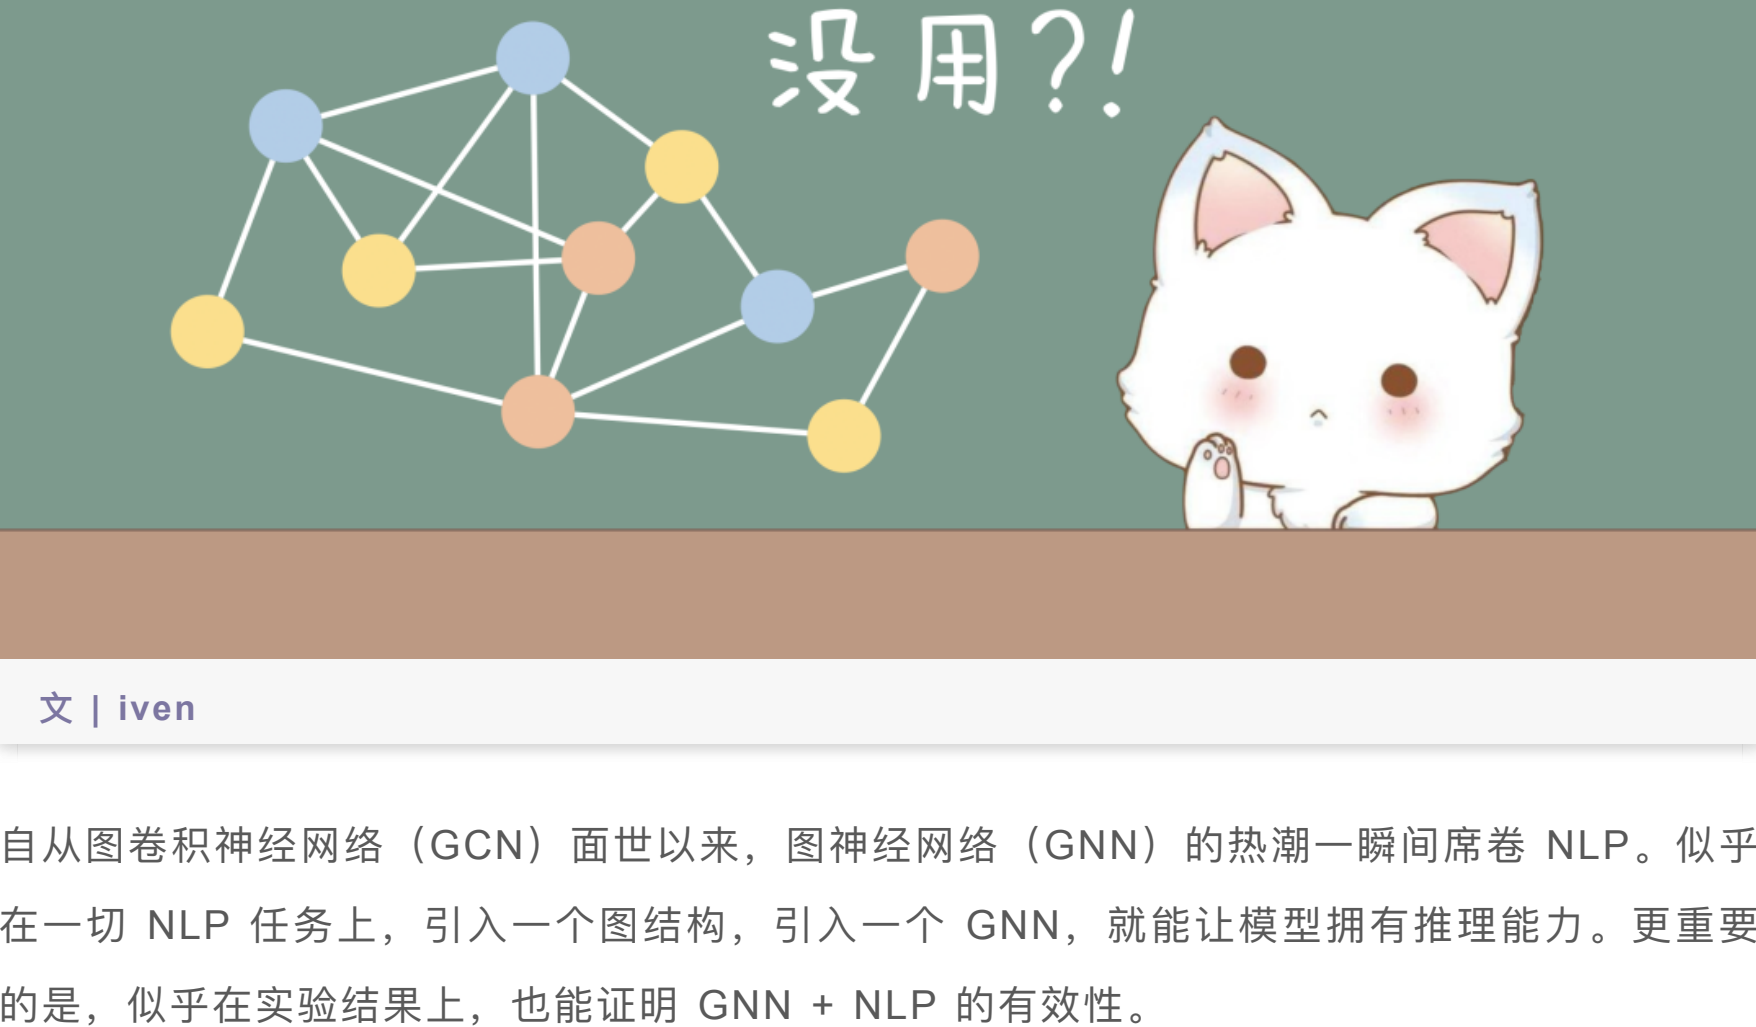 没用?!
文 | iven
自从图卷积神经网络（GCN）面世以来，图神经网络（GNN）的热潮一瞬间席卷 NLP。似乎
在一切 NLP 任务上，引入一个图结构，引入一个 GNN，就能让模型拥有推理能力。更重要
的是，似乎在实验结果上，也能证明 GNN + NLP 的有效性。